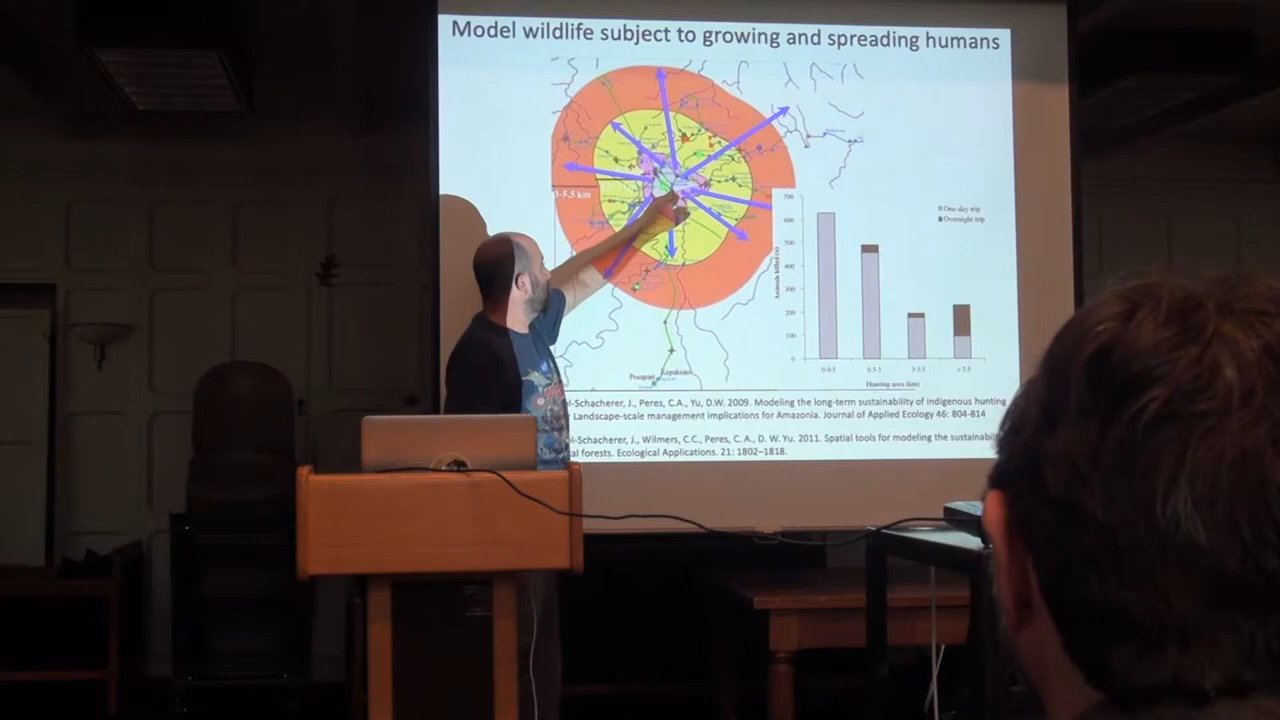 Model wildlife subject to growing and spreading humans
-5.5 km
700
One-day trip
Overnight trip
600
500
400
300
200
100
0
Animals killed (n)
0-0.5
0.5-3
3-5.5
> 5.5
Hunting area (km)
l-Schacherer, J., Peres, C.A., Yu, D.W. 2009. Modeling the long-term sustainability of indigenous hunting
Landscape-scale management implications for Amazonia. Journal of Applied Ecology 46: 804-814
l-Schacherer, J., Wilmers, C.C., Peres, C. A., D. W. Yu. 2011. Spatial tools for modeling the sustainabil
al forests. Ecological Applications. 21: 1802–1818.